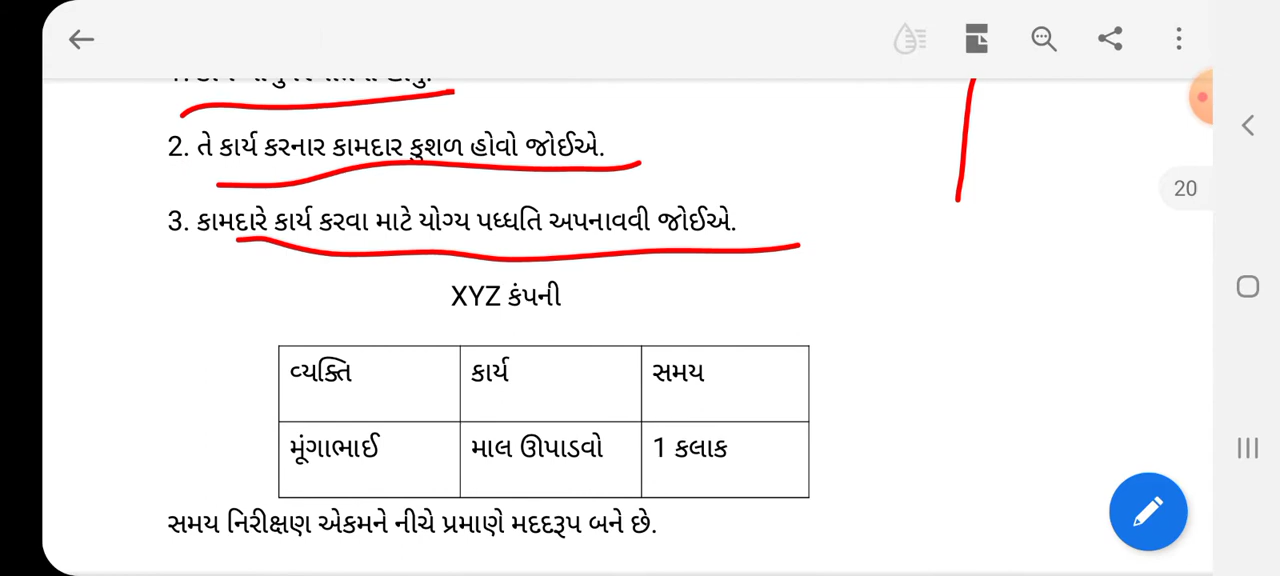 20
2. તે કાર્ય કરનાર કામદાર કુશળ હોવો જોઈએ.
3. કામદારે કાર્ય કરવા માટે યોગ્ય પધ્ધતિ અપનાવવી જોઈએ.
XYZ કંપની
વ્યક્તિ કાર્ય સમય
મૂંગાભાઈ માલ ઊપાડવો 1 કલાક
સમય નિરીક્ષણ એકમને નીચે પ્રમાણે મદદરૂપ બને છે.